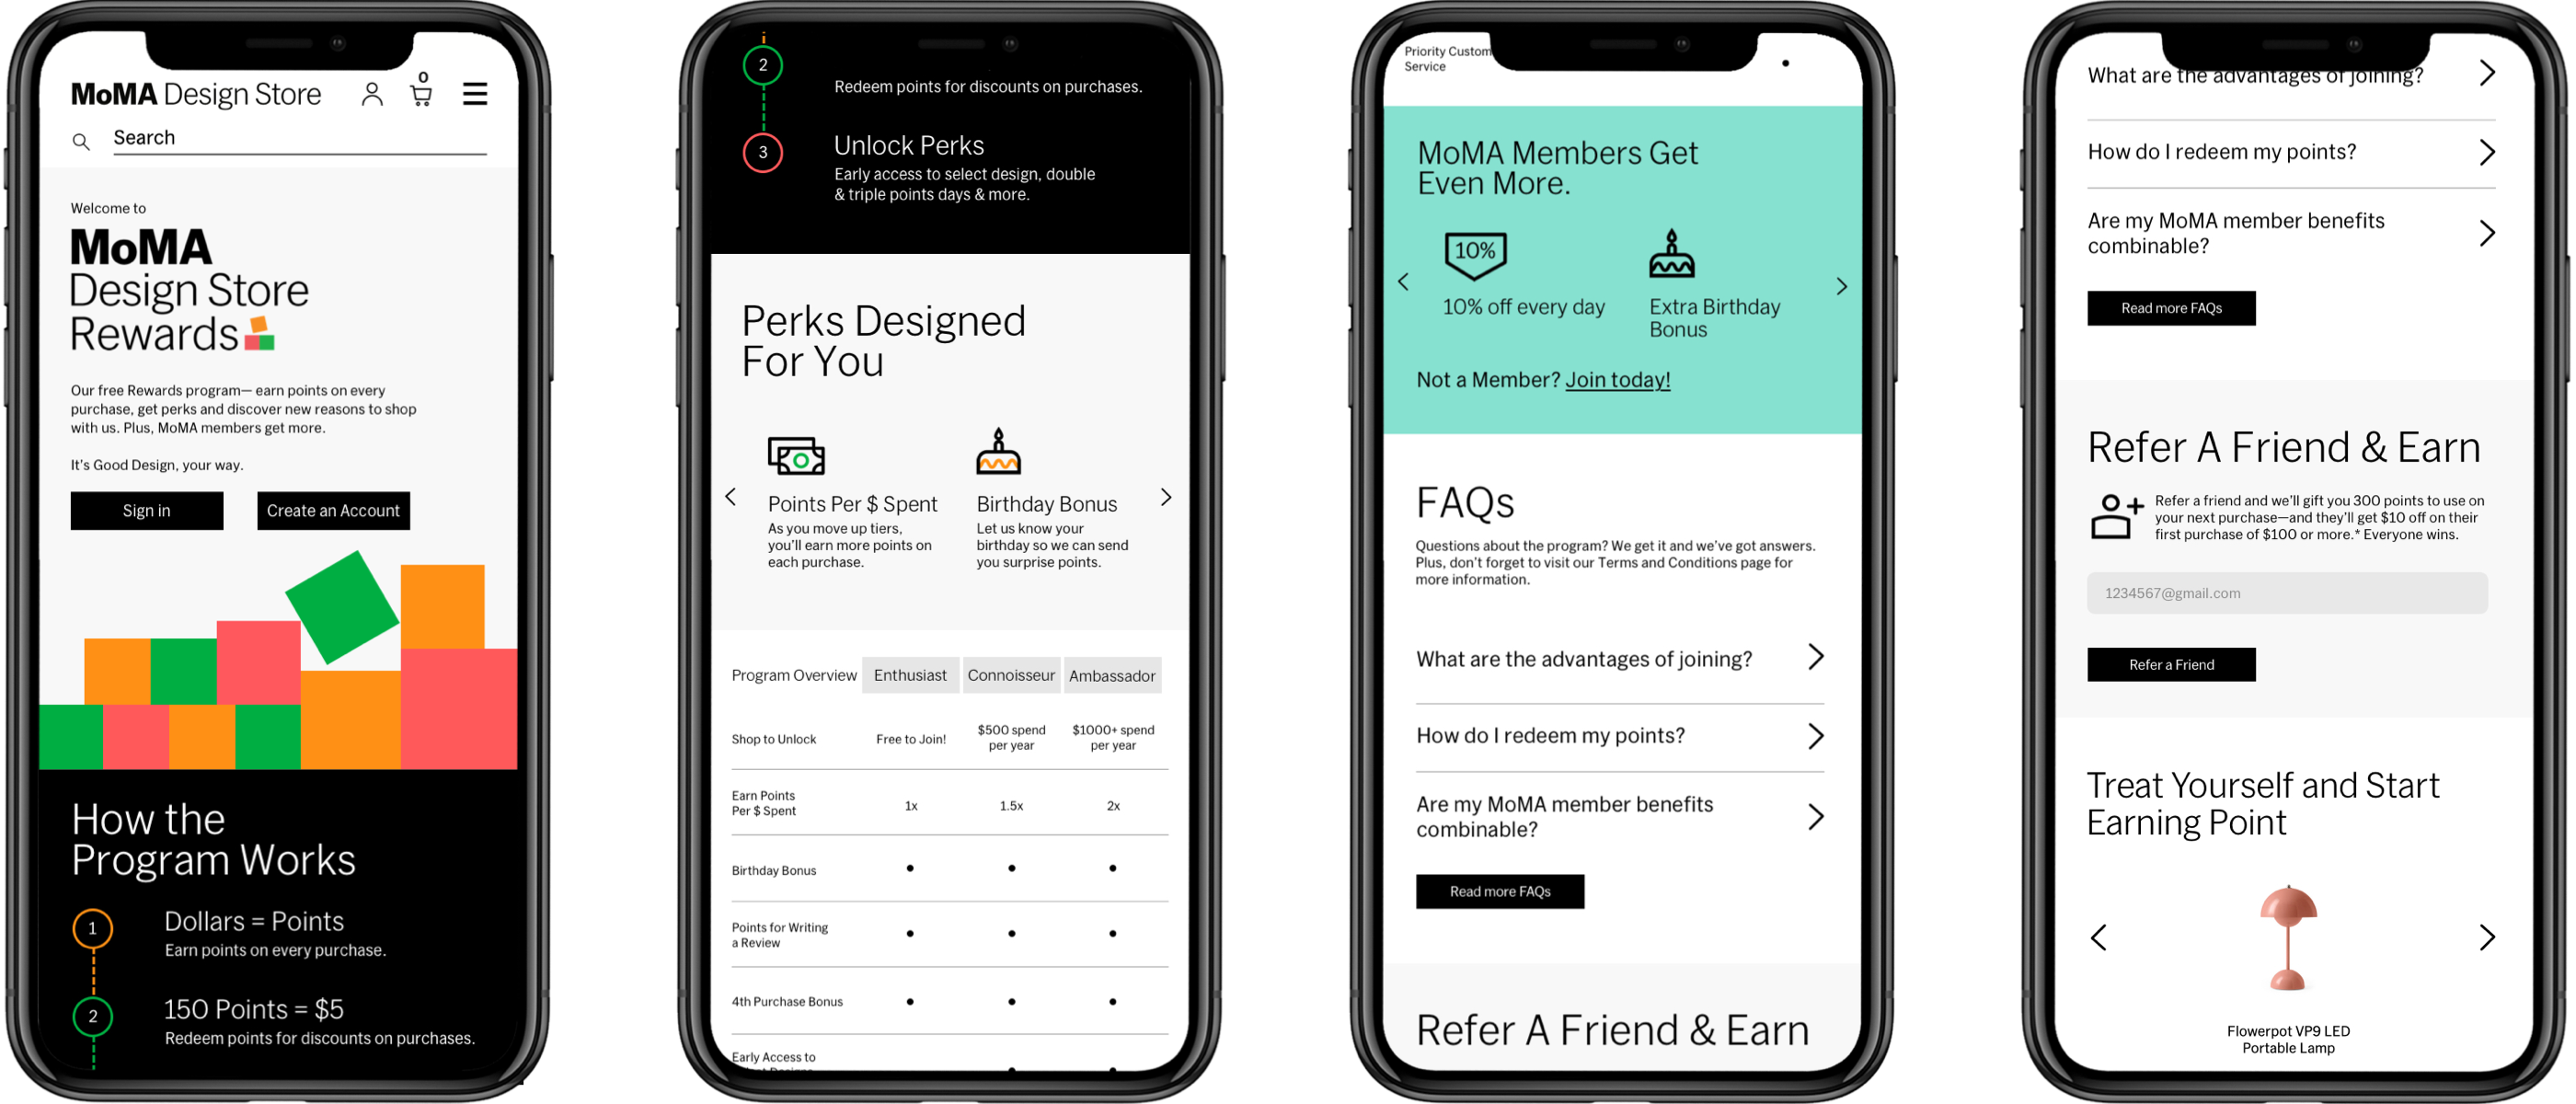 0
MoMA Design Store
Search
Welcome to
MoMA
Design Store
Rewards
Our free Rewards program— earn points on every
purchase, get perks and discover new reasons to shop
with us. Plus, MoMA members get more.
It's Good Design, your way.
Sign in
Create an Account
How the
Program Works
1
Dollars = Points
Earn points on every purchase.
2
150 Points = $5
Redeem points for discounts on purchases.
2
Redeem points for discounts on purchases.
3
Unlock Perks
Early access to select design, double
& triple points days & more.
Perks Designed
For You
Points Per $ Spent
As you move up tiers,
you'll earn more points on
each purchase.
Birthday Bonus
Let us know your
birthday so we can send
you surprise points.
Program Overview Enthusiast Connoisseur Ambassador
Shop to Unlock
Free to Join!
$500 spend
per year
$1000+ spend
per year
Earn Points
Per $ Spent
1x 1.5x 2x
Birthday Bonus
Points for Writing
a Review
4th Purchase Bonus
Early Access to
Priority Custom
Service
MoMA Members Get
Even More.
10%
10% off every day
Extra Birthday
Bonus
Not a Member? Join today!
FAQs
Questions about the program? We get it and we've got answers.
Plus, don't forget to visit our Terms and Conditions page for
more information.
What are the advantages of joining?
How do I redeem my points?
Are my MoMA member benefits
combinable?
Read more FAQs
Refer A Friend & Earn
What are the advantages of joining?
How do I redeem my points?
Are my MoMA member benefits
combinable?
Read more FAQs
Refer A Friend & Earn
Refer a friend and we'll gift you 300 points to use on
your next purchase—and they'll get $10 off on their
first purchase of $100 or more.* Everyone wins.
1234567@gmail.com
Refer a Friend
Treat Yourself and Start
Earning Point
Flowerpot VP9 LED
Portable Lamp